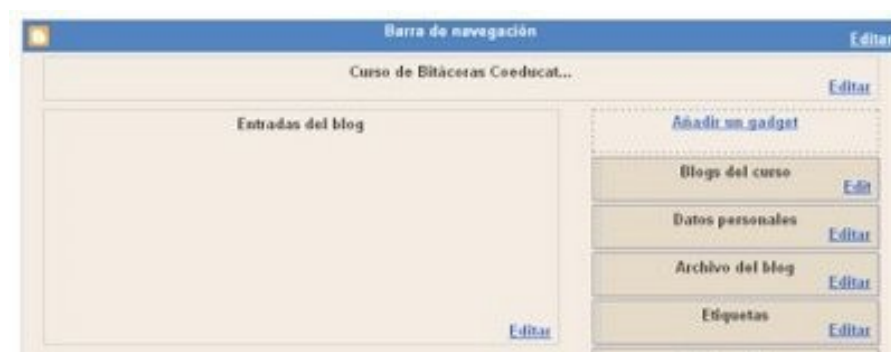 Barra de navegación
Editar
Curso de Bitácoras Coeducat...
Editar
Entradas del blog
Editar
Añadir un gadget
Blogs del curso
Edit
Datos personales
Editar
Archivo del blog
Editar
Etiquetas
Editar